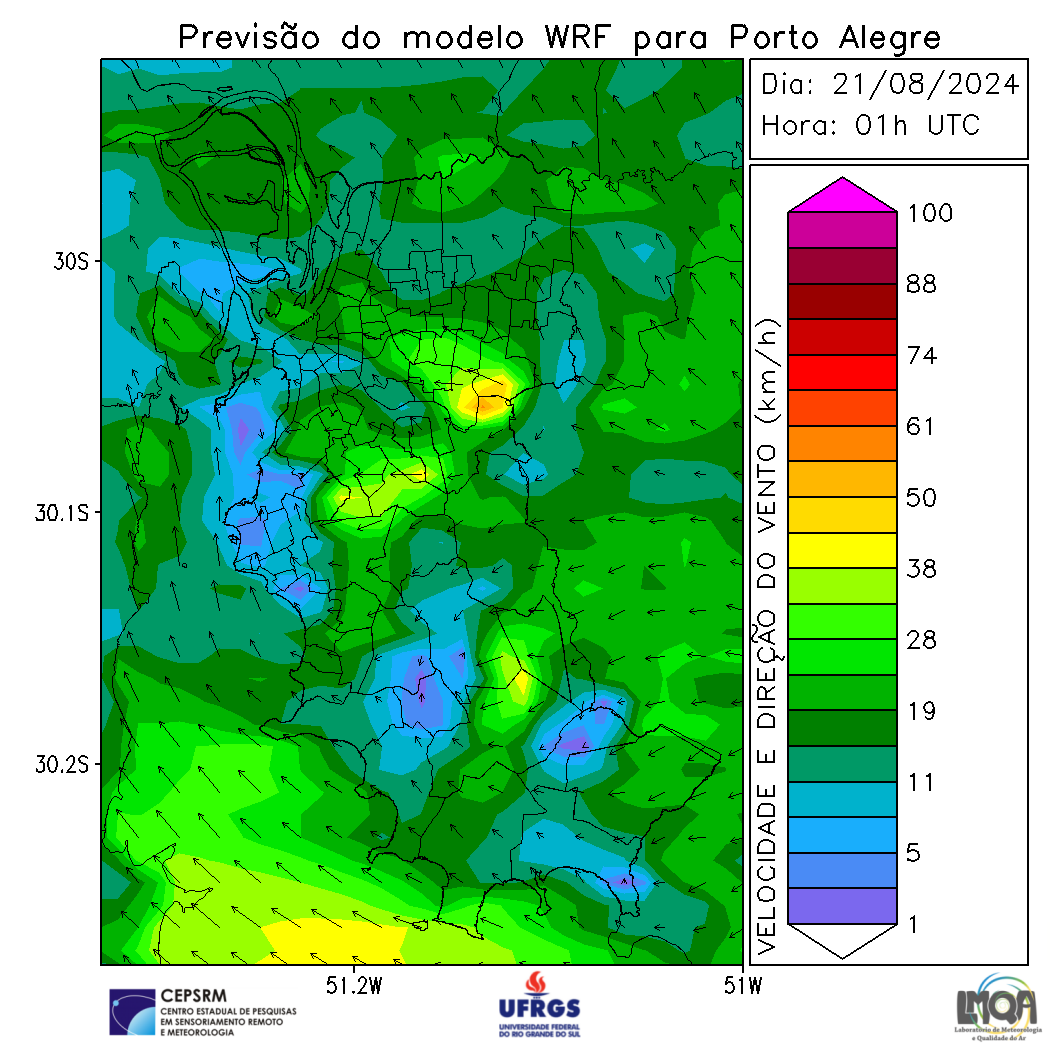 Previsão do modelo WRF para Porto Alegre
Dia: 21/08/2024
Hora: 01h UTC
30S
30.1S
30.2S
51.2W
51W
VELOCIDADE E DIREÇÃO DO VENTO (km/h)
100
88
74
61
50
38
28
19
11
5
1
CEPSRM
CENTRO ESTADUAL DE PESQUISAS
EM SENSORIAMENTO REMOTO
E METEOROLOGIA
UFRGS
UNIVERSIDADE FEDERAL
DO RIO GRANDE DO SUL
LMQA
Laboratório de Meteorologia
e Qualidade do Ar